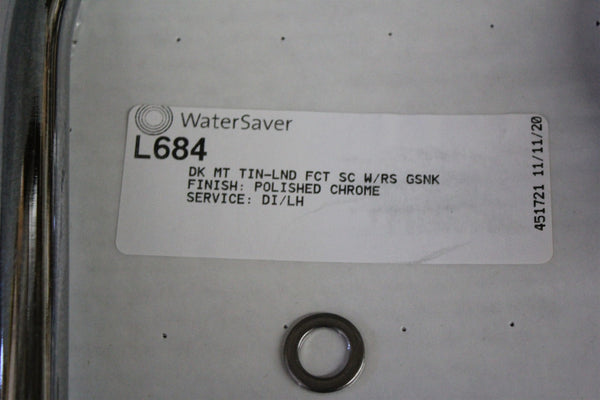 WaterSaver
L684
DK MT TIN-LND FCT SC W/RS GSNK
FINISH: POLISHED CHROME
SERVICE: DI/LH
451721 11/11/20